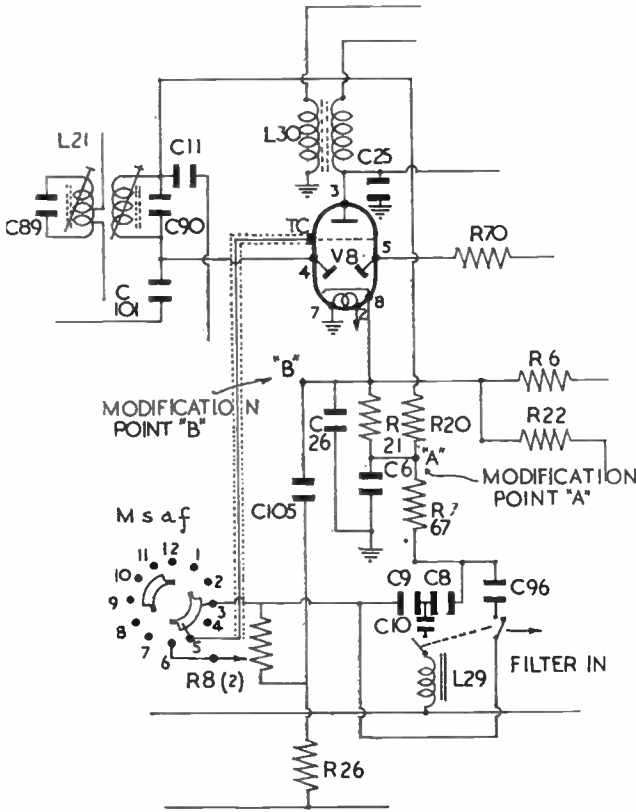 L21
C11
L30
C25
3
C89
C90
TC
V8
4
5
R70
C
101
7
2
8
"B"
R6
MODIFICATION
POINT "B"
C
26
R
21
R20
R22
C6
"A"
MODIFICATION
POINT "A"
C105
R
67
Msaf
11
12
1
10
2
9
3
8
4
7
6
5
C9
C8
C96
C10
R8 (2)
L29
FILTER IN
R26